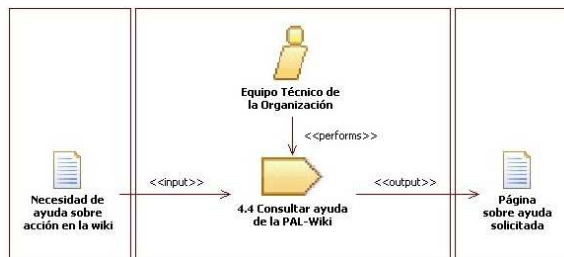 Equipo Técnico de
la Organización
<<performs>>
<<input>>
<<output>>
Necesidad de
ayuda sobre
acción en la wiki
4.4 Consultar ayuda
de la PAL-Wiki
Página
sobre ayuda
solicitada